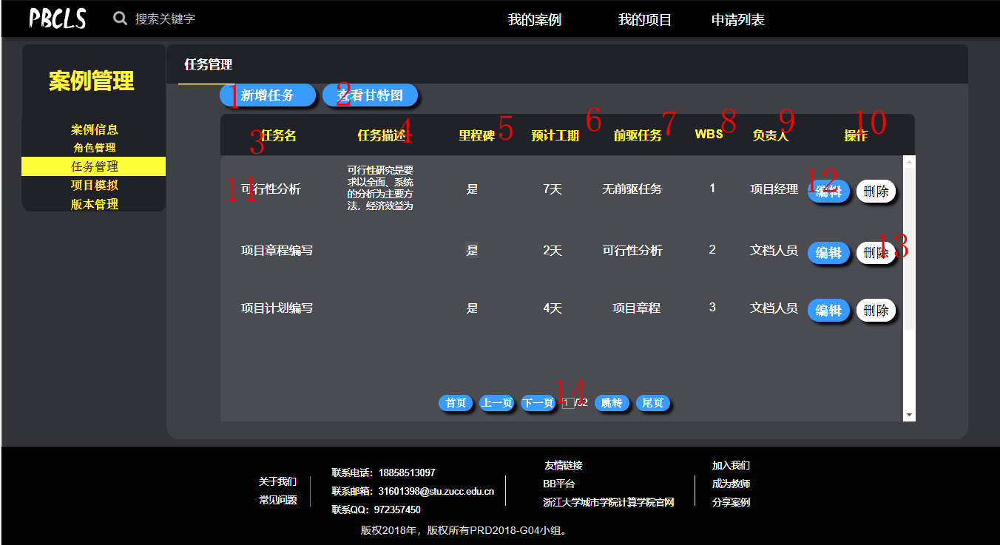 PBCLS 搜索关键字 我的案例 我的项目 申请列表
案例管理
案例信息
角色管理
任务管理
项目模拟
版本管理
任务管理
1 新增任务 2 查看甘特图
3 任务名 4 任务描述 5 里程碑 6 预计工期 7 前驱任务 8 WBS 9 负责人 10 操作
11 可行性分析 可行性研究是要 是 7天 无前驱任务 1 项目经理 12 编辑 删除
求以全面、系统
的分析为主要方
法，经济效益为
项目章程编写 是 2天 可行性分析 2 文档人员 编辑 删除 13
项目计划编写 是 4天 项目章程 3 文档人员 编辑 删除
14
首页 上一页 下一页 1/32 跳转 尾页
关于我们
常见问题
联系电话：18858513097
联系邮箱：31601398@stu.zucc.edu.cn
联系QQ：972357450
友情链接
BB平台
浙江大学城市学院计算学院官网
加入我们
成为教师
分享案例
版权2018年，版权所有PRD2018-G04小组。